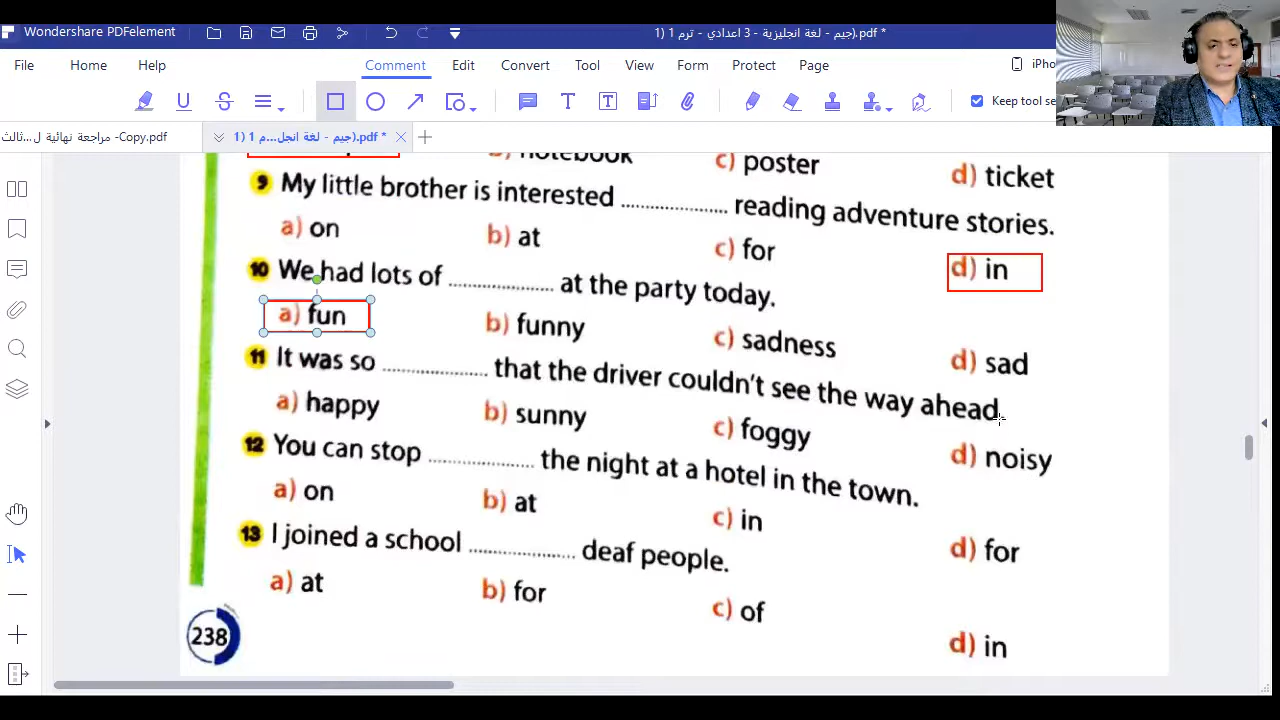 Wondershare PDFelement
(جيم - لغة انجليزية - 3 اعدادي - ترم 1 (1.pdf *
File Home Help Comment Edit Convert Tool View Form Protect Page
Keep tool se
مراجعة نهائية ل...ثالث -Copy.pdf
(جيم - لغة انجل...م 1 (1.pdf *
b) notebook c) poster d) ticket
9 My little brother is interested .................. reading adventure stories.
a) on b) at c) for d) in
10 We had lots of .................. at the party today.
a) fun b) funny c) sadness d) sad
11 It was so .................. that the driver couldn't see the way ahead.
a) happy b) sunny c) foggy d) noisy
12 You can stop .................. the night at a hotel in the town.
a) on b) at c) in d) for
13 I joined a school .................. deaf people.
a) at b) for c) of d) in
238